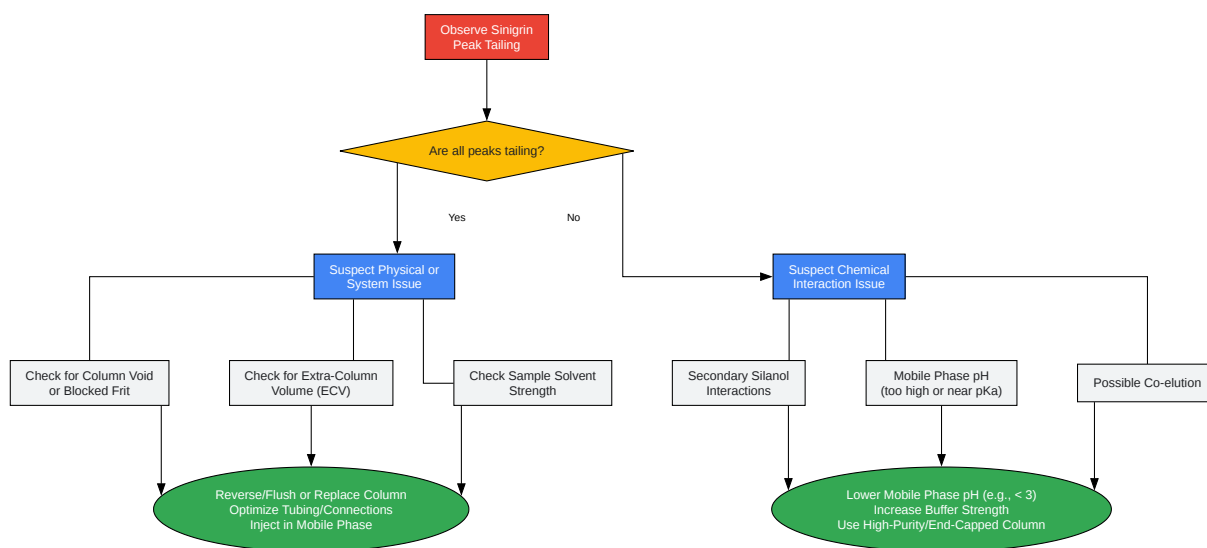 Observe Sinigrin
Peak Tailing
Are all peaks tailing?
Yes
No
Suspect Physical or
System Issue
Suspect Chemical
Interaction Issue
Check for Column Void
or Blocked Frit
Check for Extra-Column
Volume (ECV)
Check Sample Solvent
Strength
Secondary Silanol
Interactions
Mobile Phase pH
(too high or near pKa)
Possible Co-elution
Reverse/Flush or Replace Column
Optimize Tubing/Connections
Inject in Mobile Phase
Lower Mobile Phase pH (e.g., < 3)
Increase Buffer Strength
Use High-Purity/End-Capped Column